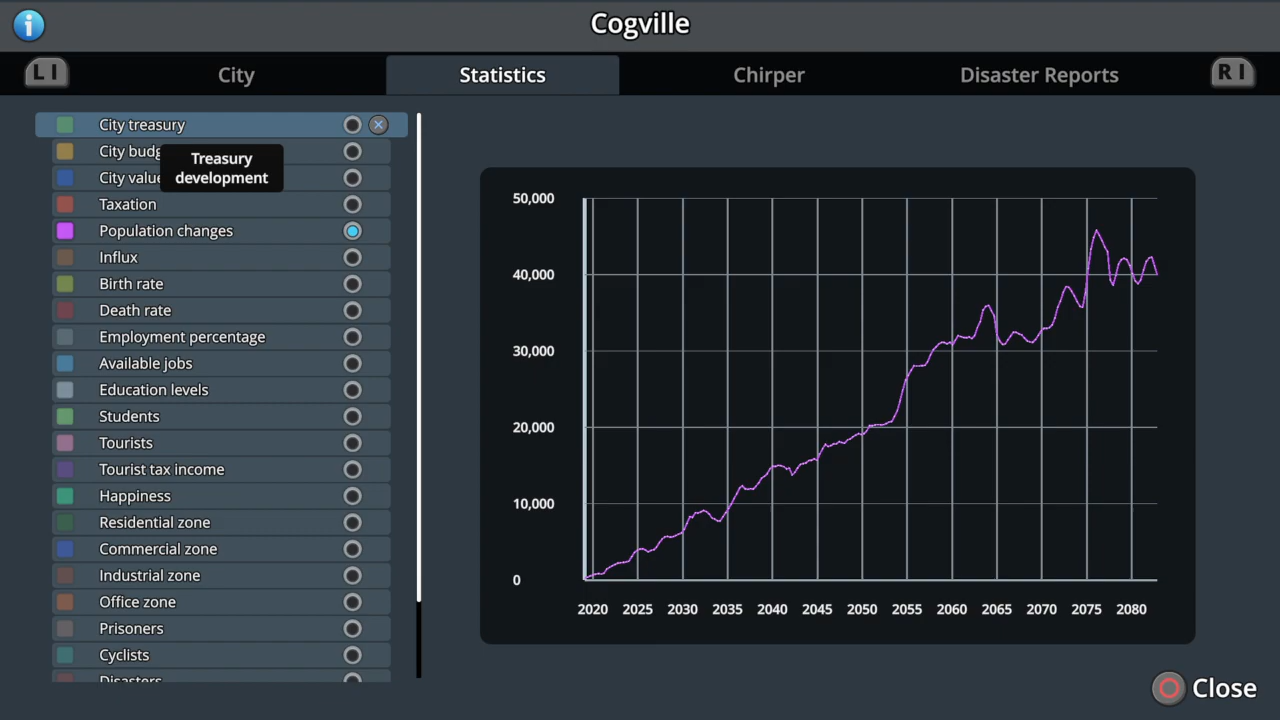 Cogville
L1
City
Statistics
Chirper
Disaster Reports
R1
City treasury
City budg
Treasury
development
City value
Taxation
Population changes
Influx
Birth rate
Death rate
Employment percentage
Available jobs
Education levels
Students
Tourists
Tourist tax income
Happiness
Residential zone
Commercial zone
Industrial zone
Office zone
Prisoners
Cyclists
Disasters
50,000
40,000
30,000
20,000
10,000
0
2020 2025 2030 2035 2040 2045 2050 2055 2060 2065 2070 2075 2080
Close